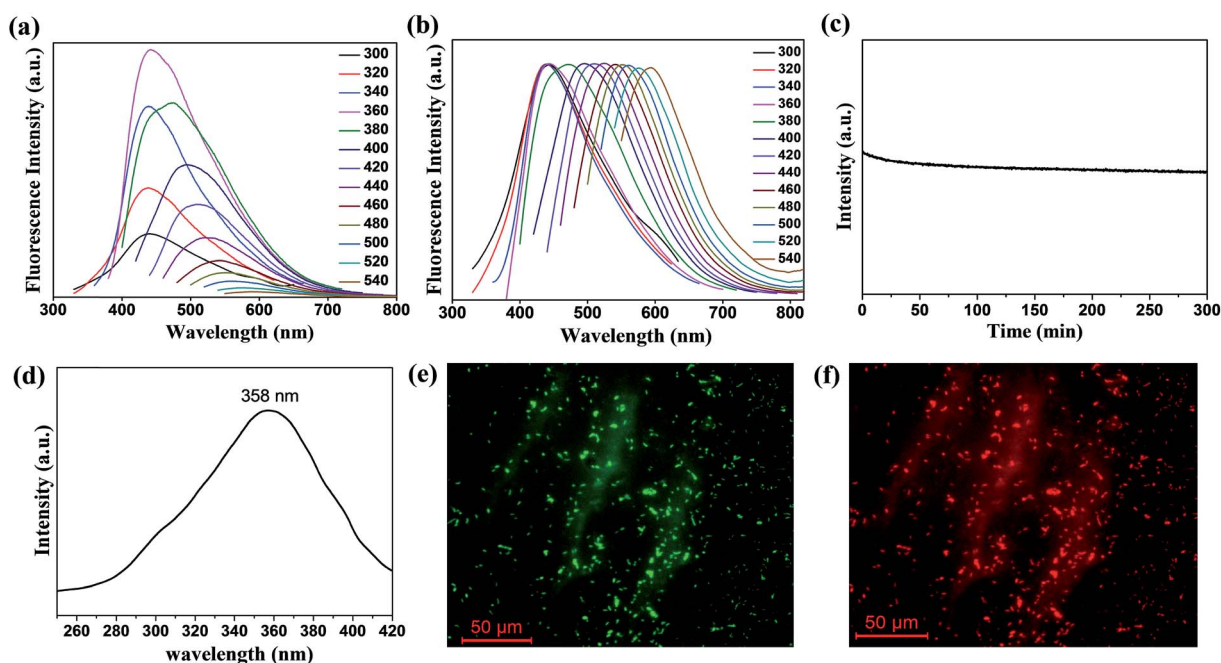 (a)
Fluorescence Intensity (a.u.)
300
320
340
360
380
400
420
440
460
480
500
520
540
300 400 500 600 700 800
Wavelength (nm)
(b)
Fluorescence Intensity (a.u.)
300
320
340
360
380
400
420
440
460
480
500
520
540
300 400 500 600 700 800
Wavelength (nm)
(c)
Intensity (a.u.)
0 50 100 150 200 250 300
Time (min)
(d)
358 nm
Intensity (a.u.)
260 280 300 320 340 360 380 400 420
wavelength (nm)
(e)
50 µm
(f)
50 µm